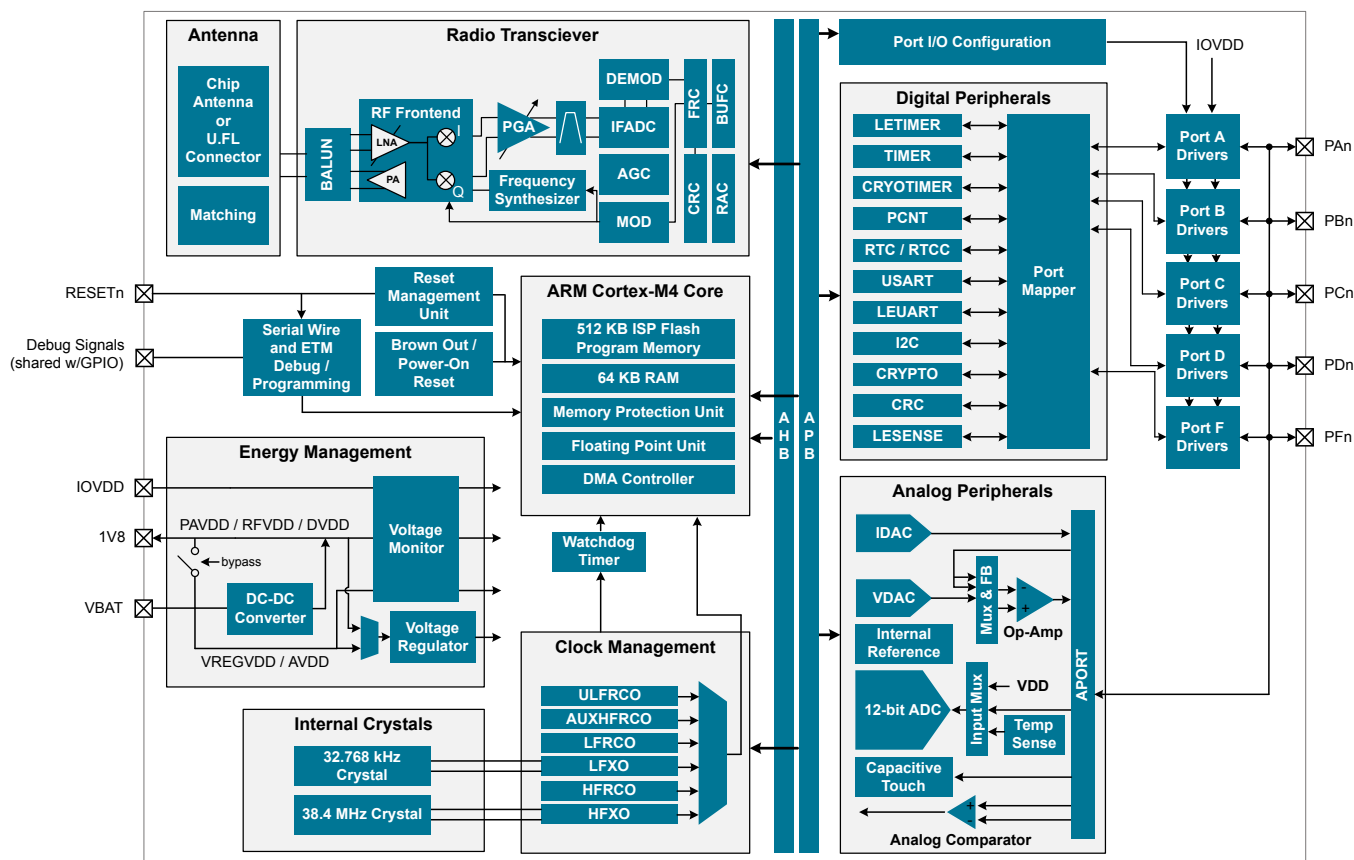 Antenna
Chip
Antenna
or
U.FL
Connector
Matching
Radio Transciever
BALUN
RF Frontend
LNA
PA
I
Q
PGA
Frequency
Synthesizer
DEMOD
IFADC
AGC
MOD
FRC
BUFC
CRC
RAC
Port I/O Configuration
IOVDD
Digital Peripherals
LETIMER
TIMER
CRYOTIMER
PCNT
RTC / RTCC
USART
LEUART
I2C
CRYPTO
CRC
LESENSE
Port
Mapper
Port A
Drivers
Port B
Drivers
Port C
Drivers
Port D
Drivers
Port F
Drivers
PAn
PBn
PCn
PDn
PFn
RESETn
Debug Signals
(shared w/GPIO)
Reset
Management
Unit
Serial Wire
and ETM
Debug /
Programming
Brown Out /
Power-On
Reset
ARM Cortex-M4 Core
512 KB ISP Flash
Program Memory
64 KB RAM
Memory Protection Unit
Floating Point Unit
DMA Controller
A
H
B
A
P
B
Energy Management
IOVDD
1V8
VBAT
PAVDD / RFVDD / DVDD
bypass
DC-DC
Converter
VREGVDD / AVDD
Voltage
Monitor
Voltage
Regulator
Watchdog
Timer
Clock Management
ULFRCO
AUXHFRCO
LFRCO
LFXO
HFRCO
HFXO
Internal Crystals
32.768 kHz
Crystal
38.4 MHz Crystal
Analog Peripherals
IDAC
VDAC
Mux & FB
-
+
Op-Amp
Internal
Reference
12-bit ADC
Input Mux
VDD
Temp
Sense
Capacitive
Touch
+
-
Analog Comparator
APORT